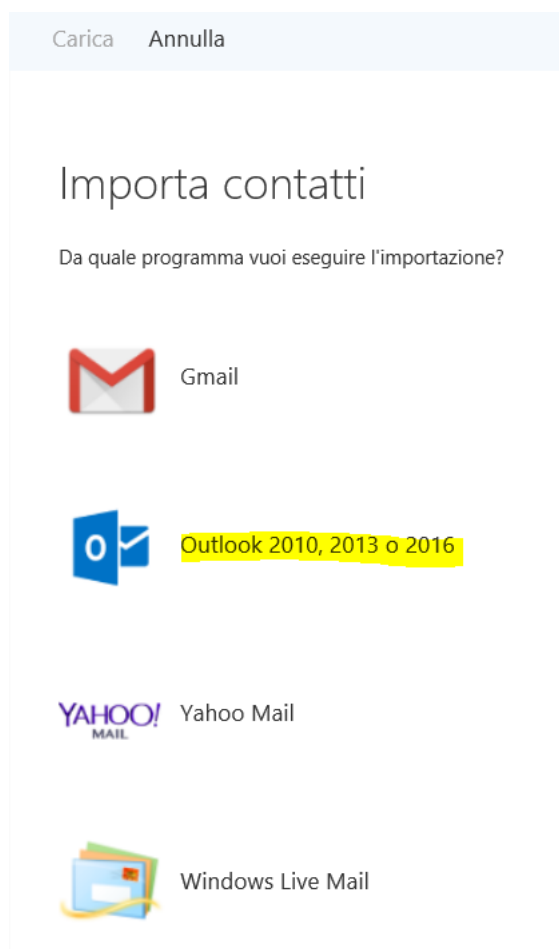 Carica Annulla
Importa contatti
Da quale programma vuoi eseguire l'importazione?
Gmail
Outlook 2010, 2013 o 2016
YAHOO! MAIL
Yahoo Mail
Windows Live Mail